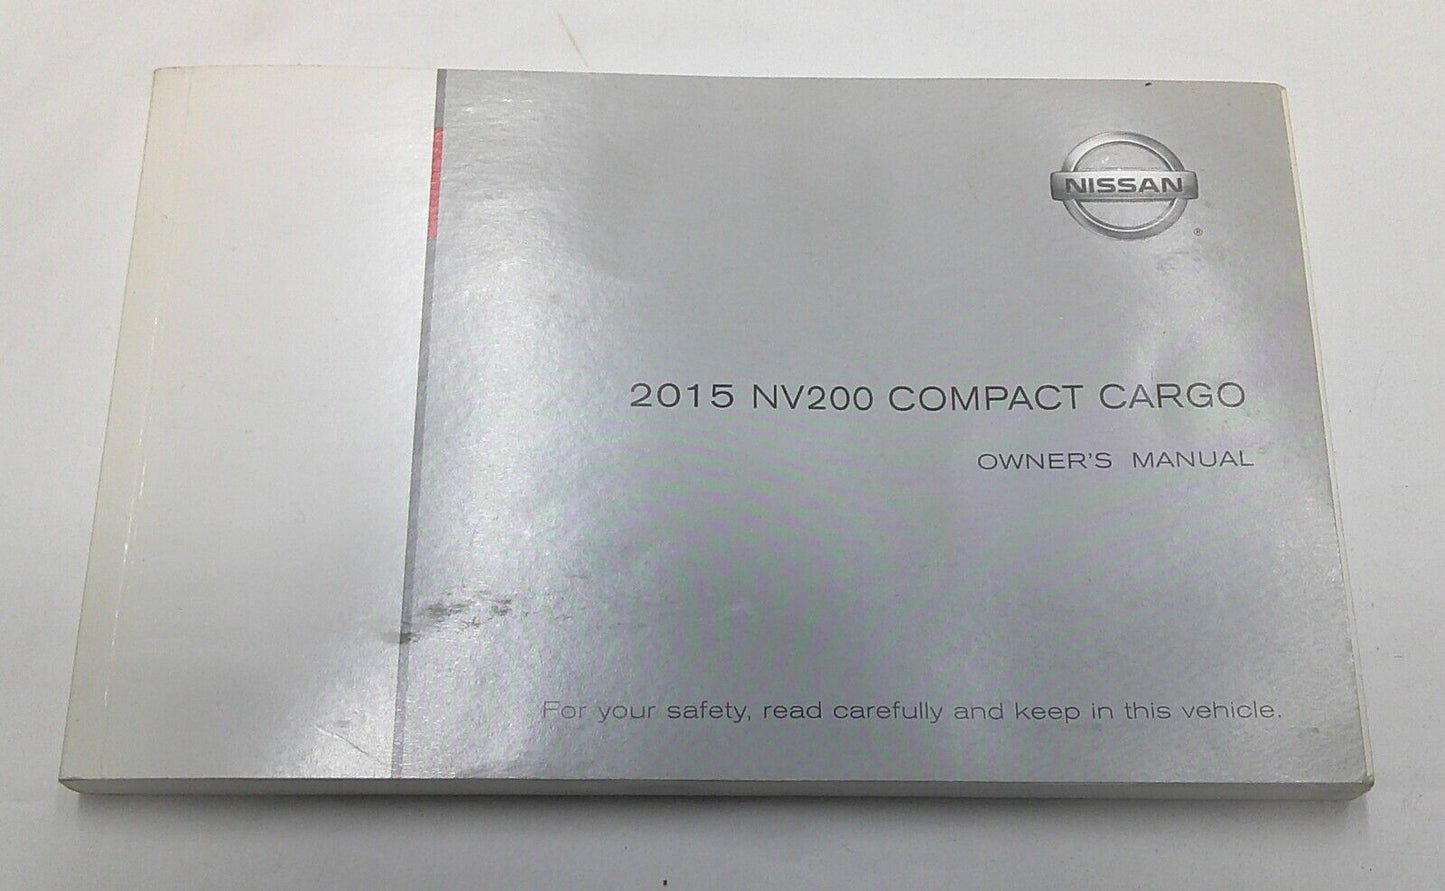 NISSAN
®
2015 NV200 COMPACT CARGO
OWNER'S MANUAL
For your safety, read carefully and keep in this vehicle.